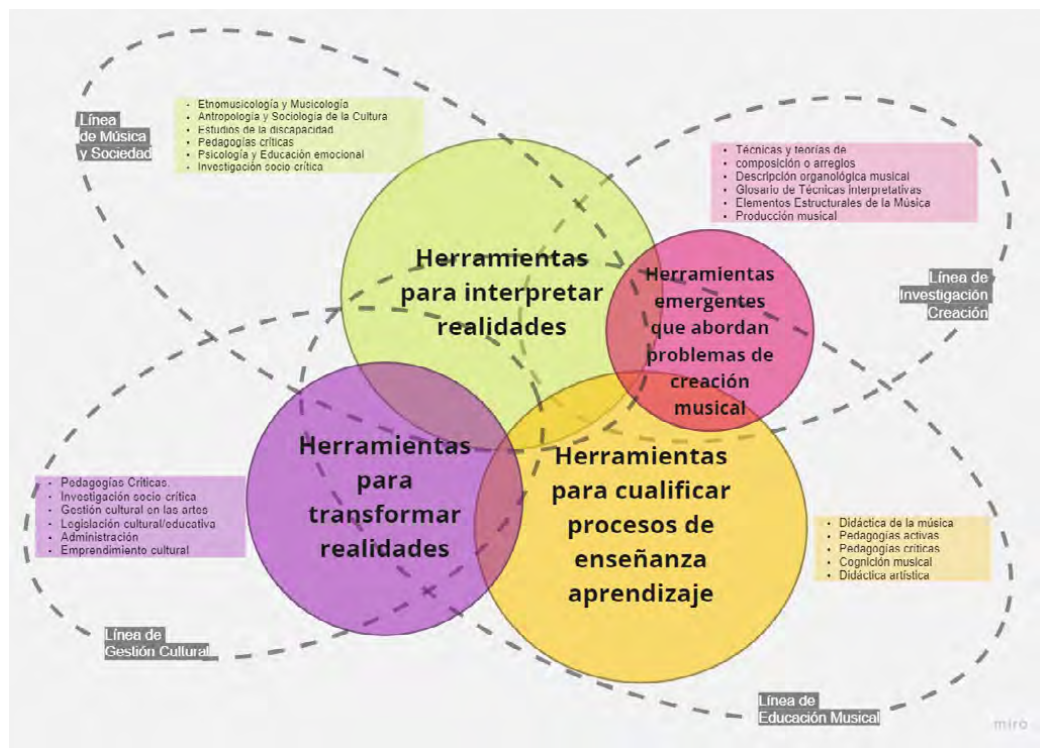 Línea
de Música
y Sociedad
• Etnomusicología y Musicología
• Antropología y Sociología de la Cultura
• Estudios de la discapacidad
• Pedagogías críticas
• Psicología y Educación emocional
• Investigación socio crítica
• Técnicas y teorías de
• composición o arreglos
• Descripción organológica musical
• Glosario de Técnicas interpretativas
• Elementos Estructurales de la Música
• Producción musical
Línea de
Investigación
Creación
Herramientas
para interpretar
realidades
Herramientas
emergentes
que abordan
problemas de
creación
musical
Herramientas
para
transformar
realidades
Herramientas
para cualificar
procesos de
enseñanza
aprendizaje
• Pedagogías Críticas.
• Investigación socio crítica
• Gestión cultural en las artes
• Legislación cultural/educativa
• Administración
• Emprendimiento cultural
• Didáctica de la música
• Pedagogías activas
• Pedagogías críticas
• Cognición musical
• Didáctica artística
Línea de
Gestión Cultural
Línea de
Educación Musical
miro